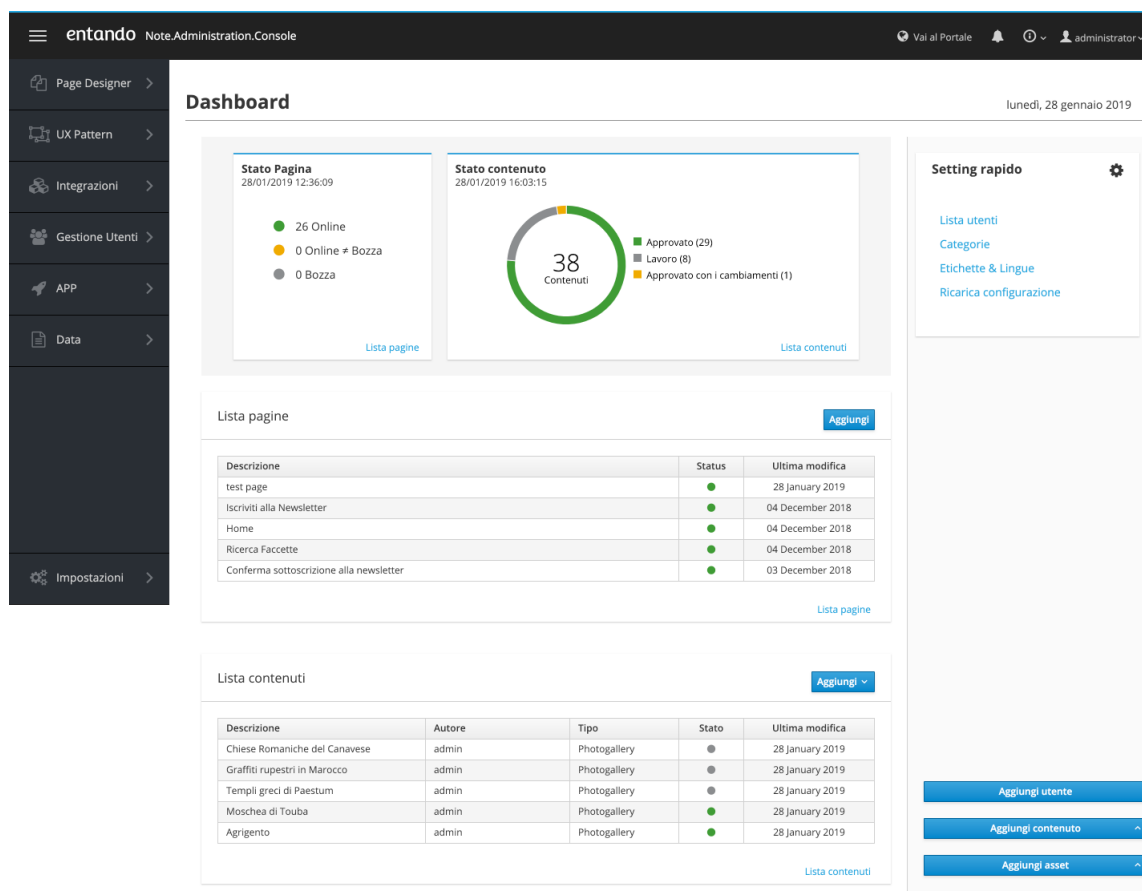 entando Note.Administration.Console
Vai al Portale
administrator
Page Designer
UX Pattern
Integrazioni
Gestione Utenti
APP
Data
Impostazioni
Dashboard
lunedì, 28 gennaio 2019
Stato Pagina
28/01/2019 12:36:09
26 Online
0 Online ≠ Bozza
0 Bozza
Lista pagine
Stato contenuto
28/01/2019 16:03:15
38
Contenuti
Approvato (29)
Lavoro (8)
Approvato con i cambiamenti (1)
Lista contenuti
Setting rapido
Lista utenti
Categorie
Etichette & Lingue
Ricarica configurazione
Lista pagine
Aggiungi
Descrizione Status Ultima modifica
test page 28 January 2019
Iscriviti alla Newsletter 04 December 2018
Home 04 December 2018
Ricerca Faccette 04 December 2018
Conferma sottoscrizione alla newsletter 03 December 2018
Lista pagine
Lista contenuti
Aggiungi
Descrizione Autore Tipo Stato Ultima modifica
Chiese Romaniche del Canavese admin Photogallery 28 January 2019
Graffiti rupestri in Marocco admin Photogallery 28 January 2019
Templi greci di Paestum admin Photogallery 28 January 2019
Moschea di Touba admin Photogallery 28 January 2019
Agrigento admin Photogallery 28 January 2019
Lista contenuti
Aggiungi utente
Aggiungi contenuto
Aggiungi asset